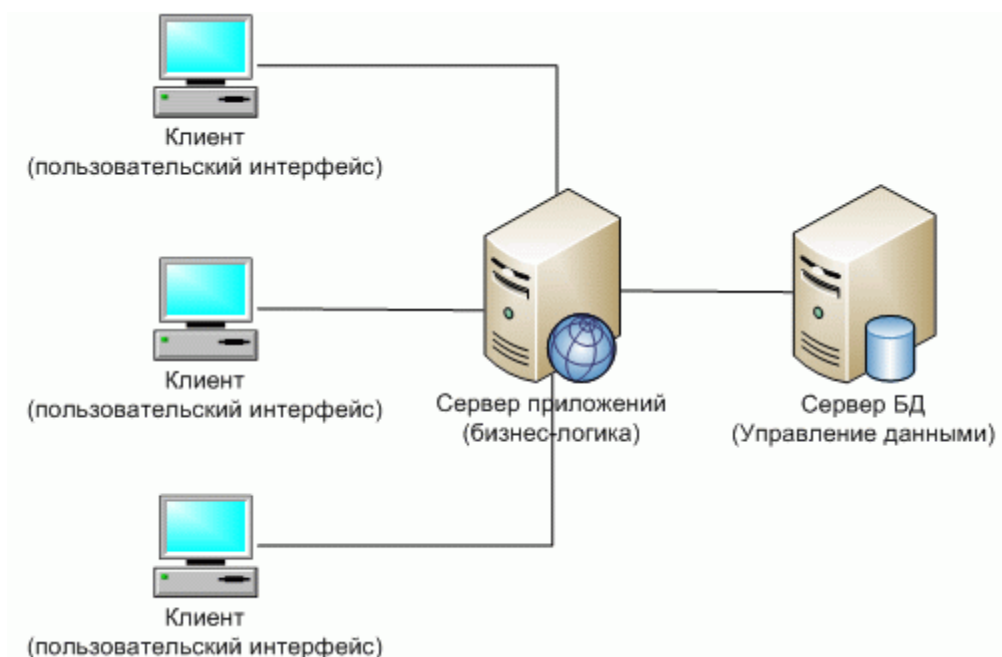 Клиент
(пользовательский интерфейс)
Клиент
(пользовательский интерфейс)
Сервер приложений
(бизнес-логика)
Сервер БД
(Управление данными)
Клиент
(пользовательский интерфейс)